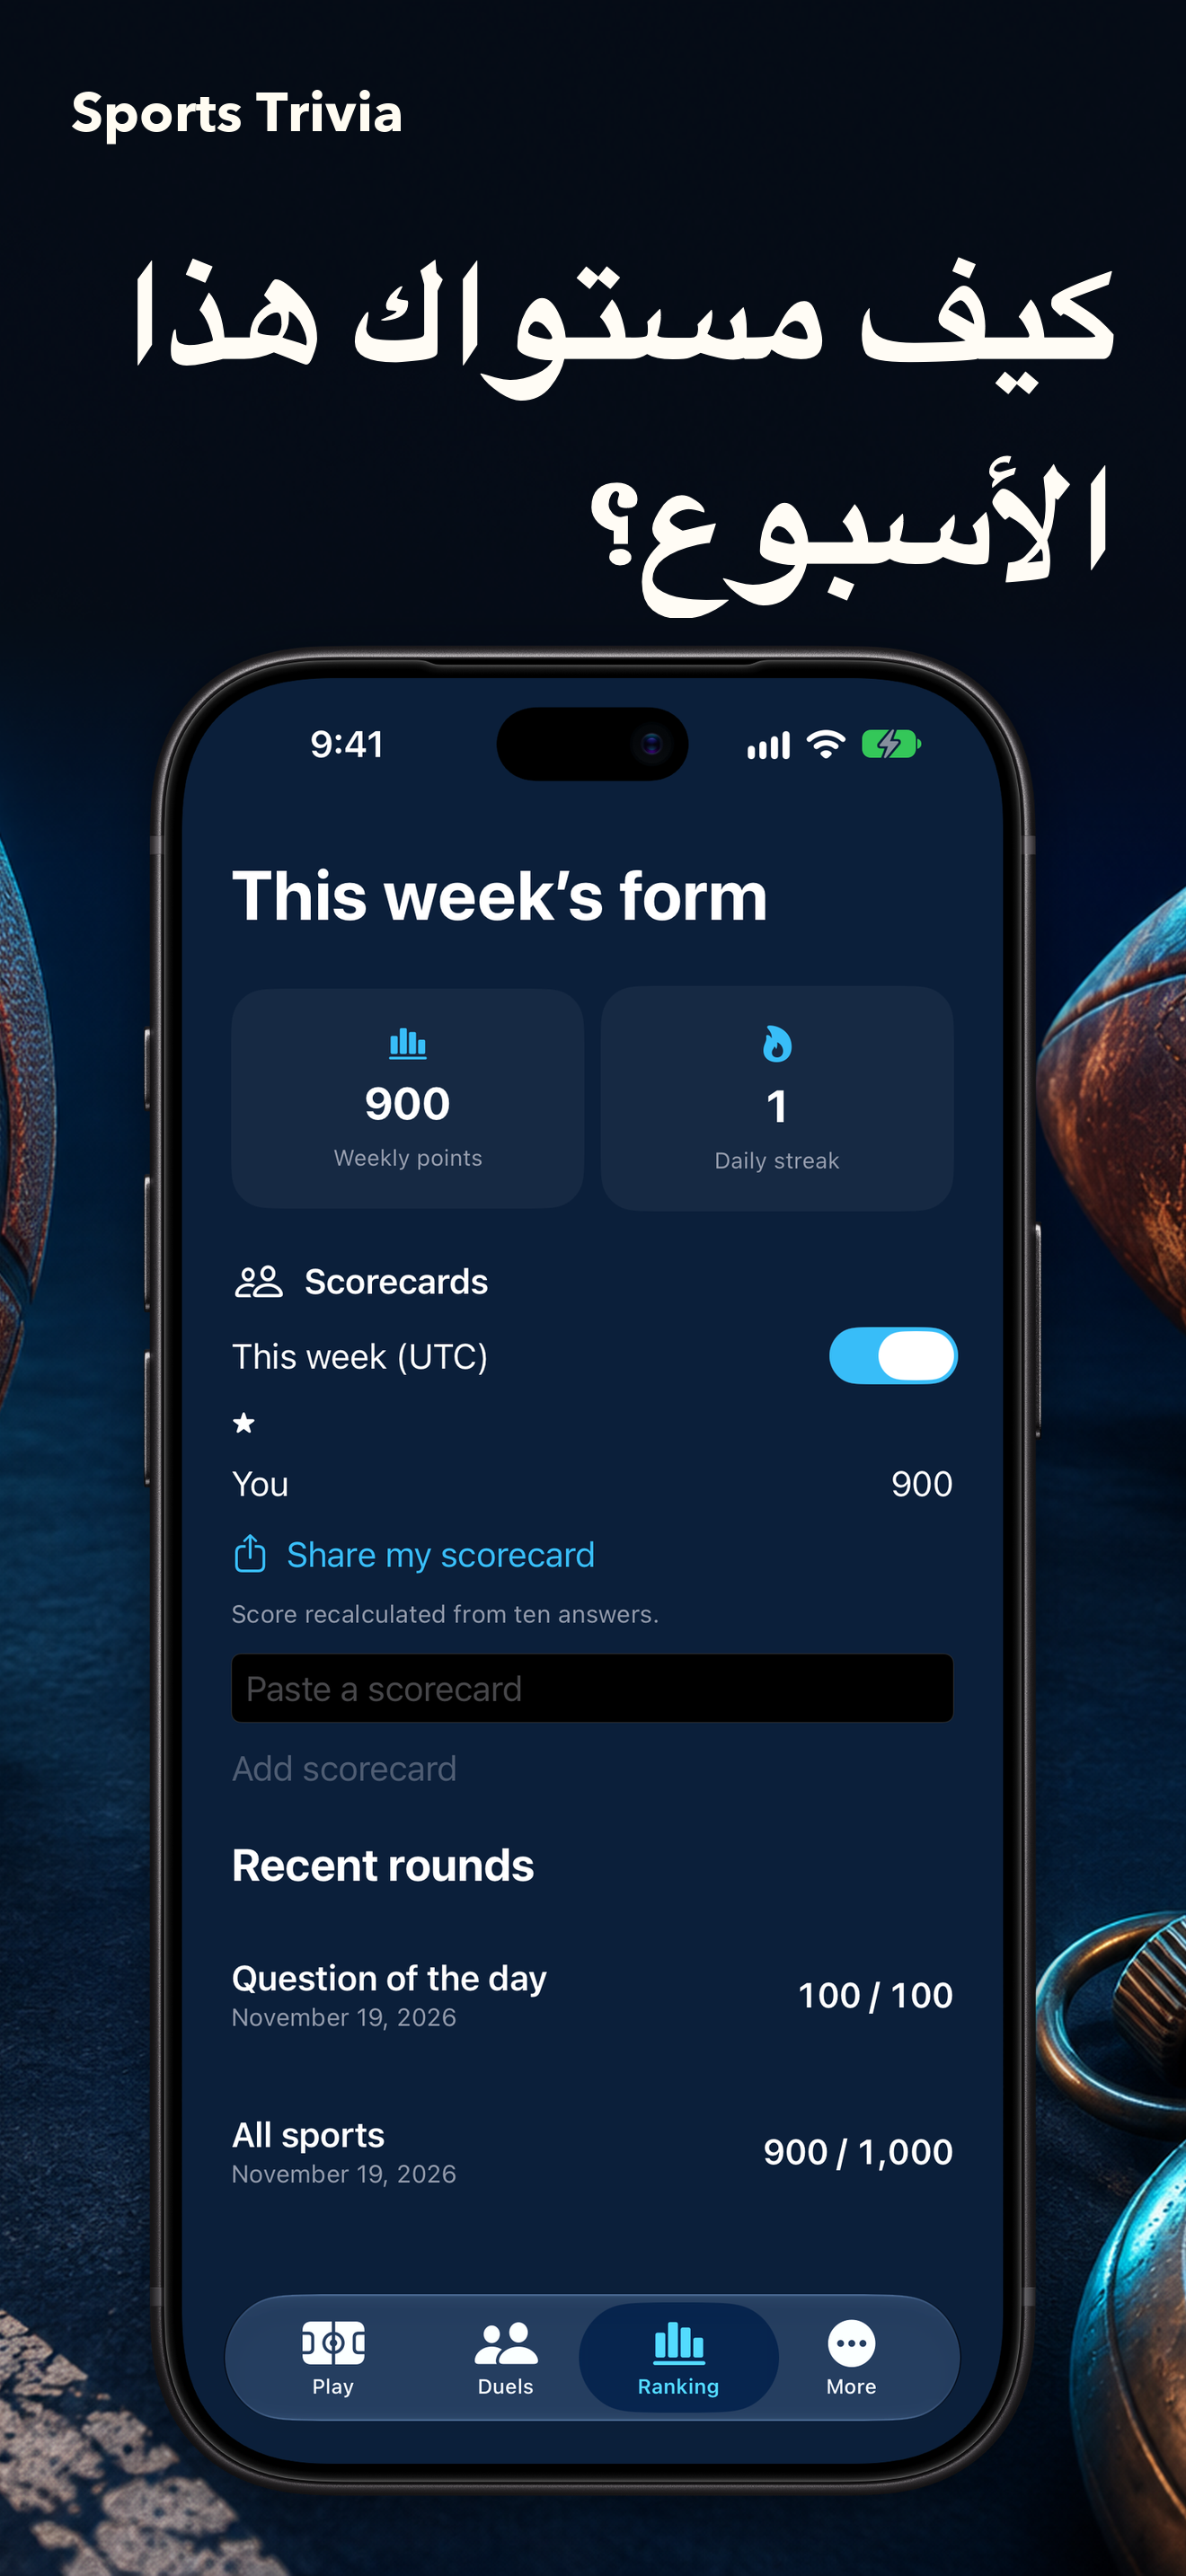 Sports Trivia
كيف مستواك هذا
الأسبوع؟
9:41
This week’s form
900
Weekly points
1
Daily streak
Scorecards
This week (UTC)
You 900
Share my scorecard
Score recalculated from ten answers.
Paste a scorecard
Add scorecard
Recent rounds
Question of the day
November 19, 2026
100 / 100
All sports
November 19, 2026
900 / 1,000
Play
Duels
Ranking
More